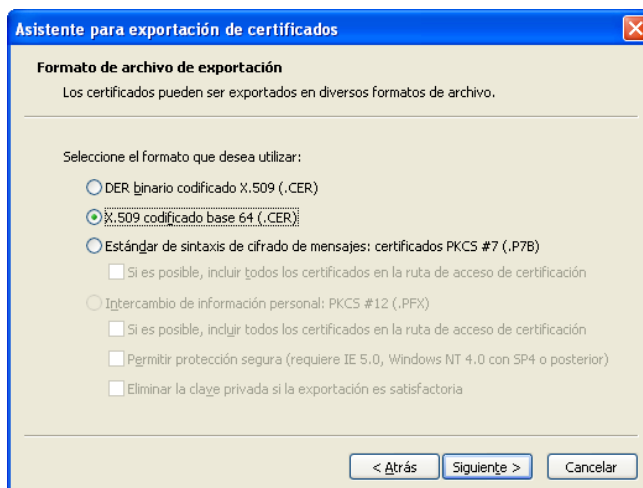 Asistente para exportación de certificados
Formato de archivo de exportación
Los certificados pueden ser exportados en diversos formatos de archivo.
Seleccione el formato que desea utilizar:
DER binario codificado X.509 (.CER)
X.509 codificado base 64 (.CER)
Estándar de sintaxis de cifrado de mensajes: certificados PKCS #7 (.P7B)
Si es posible, incluir todos los certificados en la ruta de acceso de certificación
Intercambio de información personal: PKCS #12 (.PFX)
Si es posible, incluir todos los certificados en la ruta de acceso de certificación
Permitir protección segura (requiere IE 5.0, Windows NT 4.0 con SP4 o posterior)
Eliminar la clave privada si la exportación es satisfactoria
< Atrás Siguiente > Cancelar